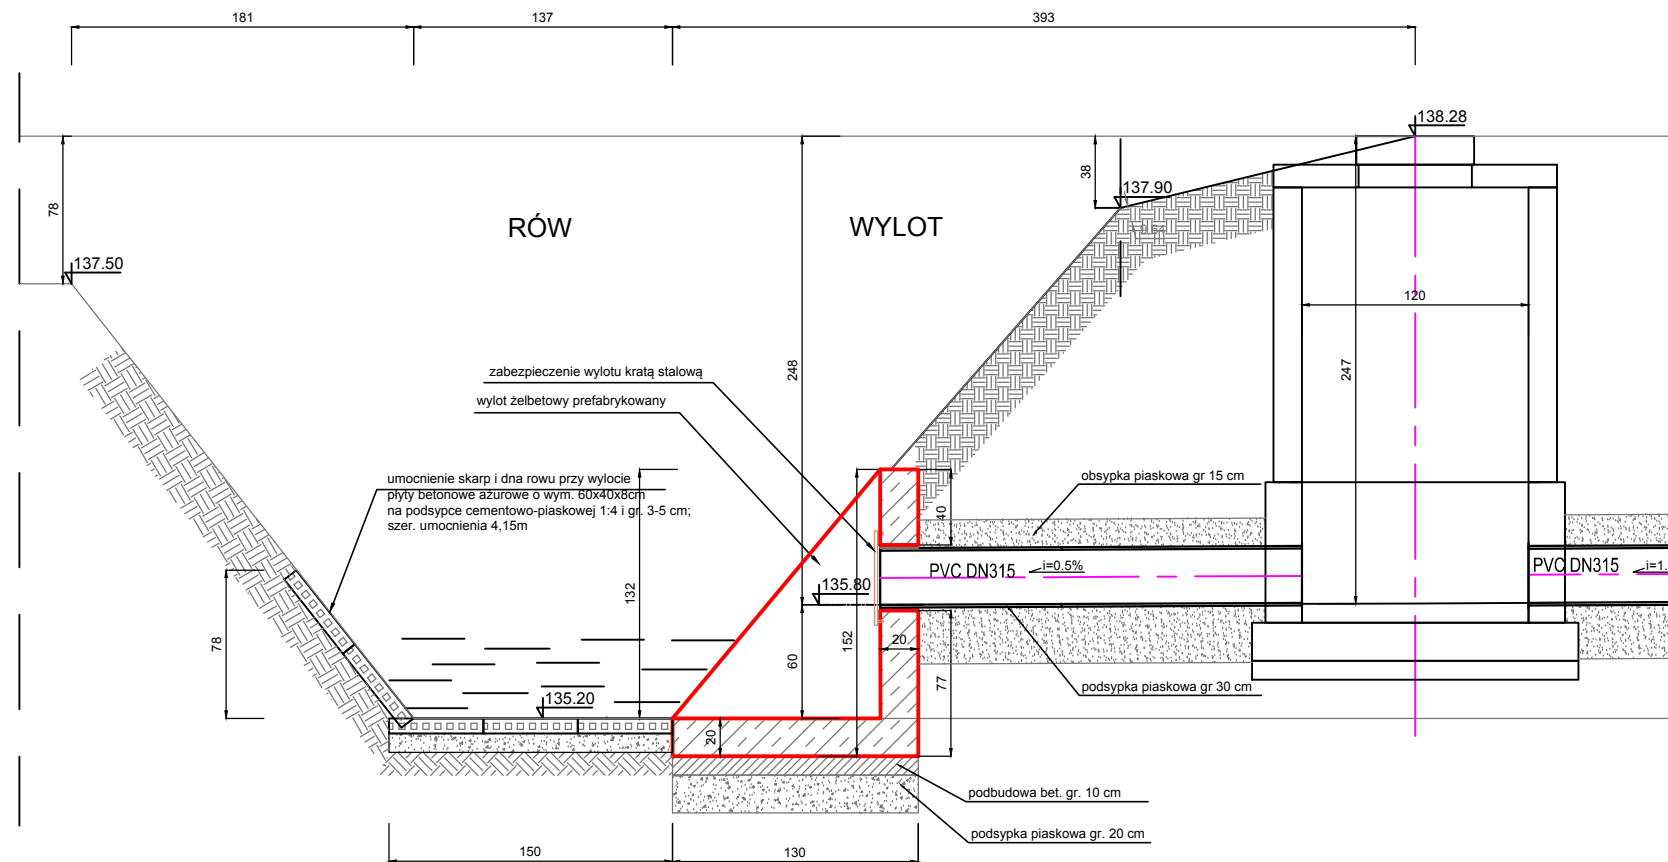 181
137
393
138.28
38
137.90
78
RÓW
WYLOT
137.50
120
248
247
zabezpieczenie wylotu kratą stalową
wylot żelbetowy prefabrykowany
umocnienie skarp i dna rowu przy wylocie
płyty betonowe ażurowe o wym. 60x40x8cm
na podsypce cementowo-piaskowej 1:4 i gr. 3-5 cm;
szer. umocnienia 4,15m
obsypka piaskowa gr 15 cm
40
PVC DN315
i=0.5%
PVC DN315
i=1.
135.80
132
152
20
78
60
77
podsypka piaskowa gr 30 cm
135.20
20
podbudowa bet. gr. 10 cm
podsypka piaskowa gr. 20 cm
150
130